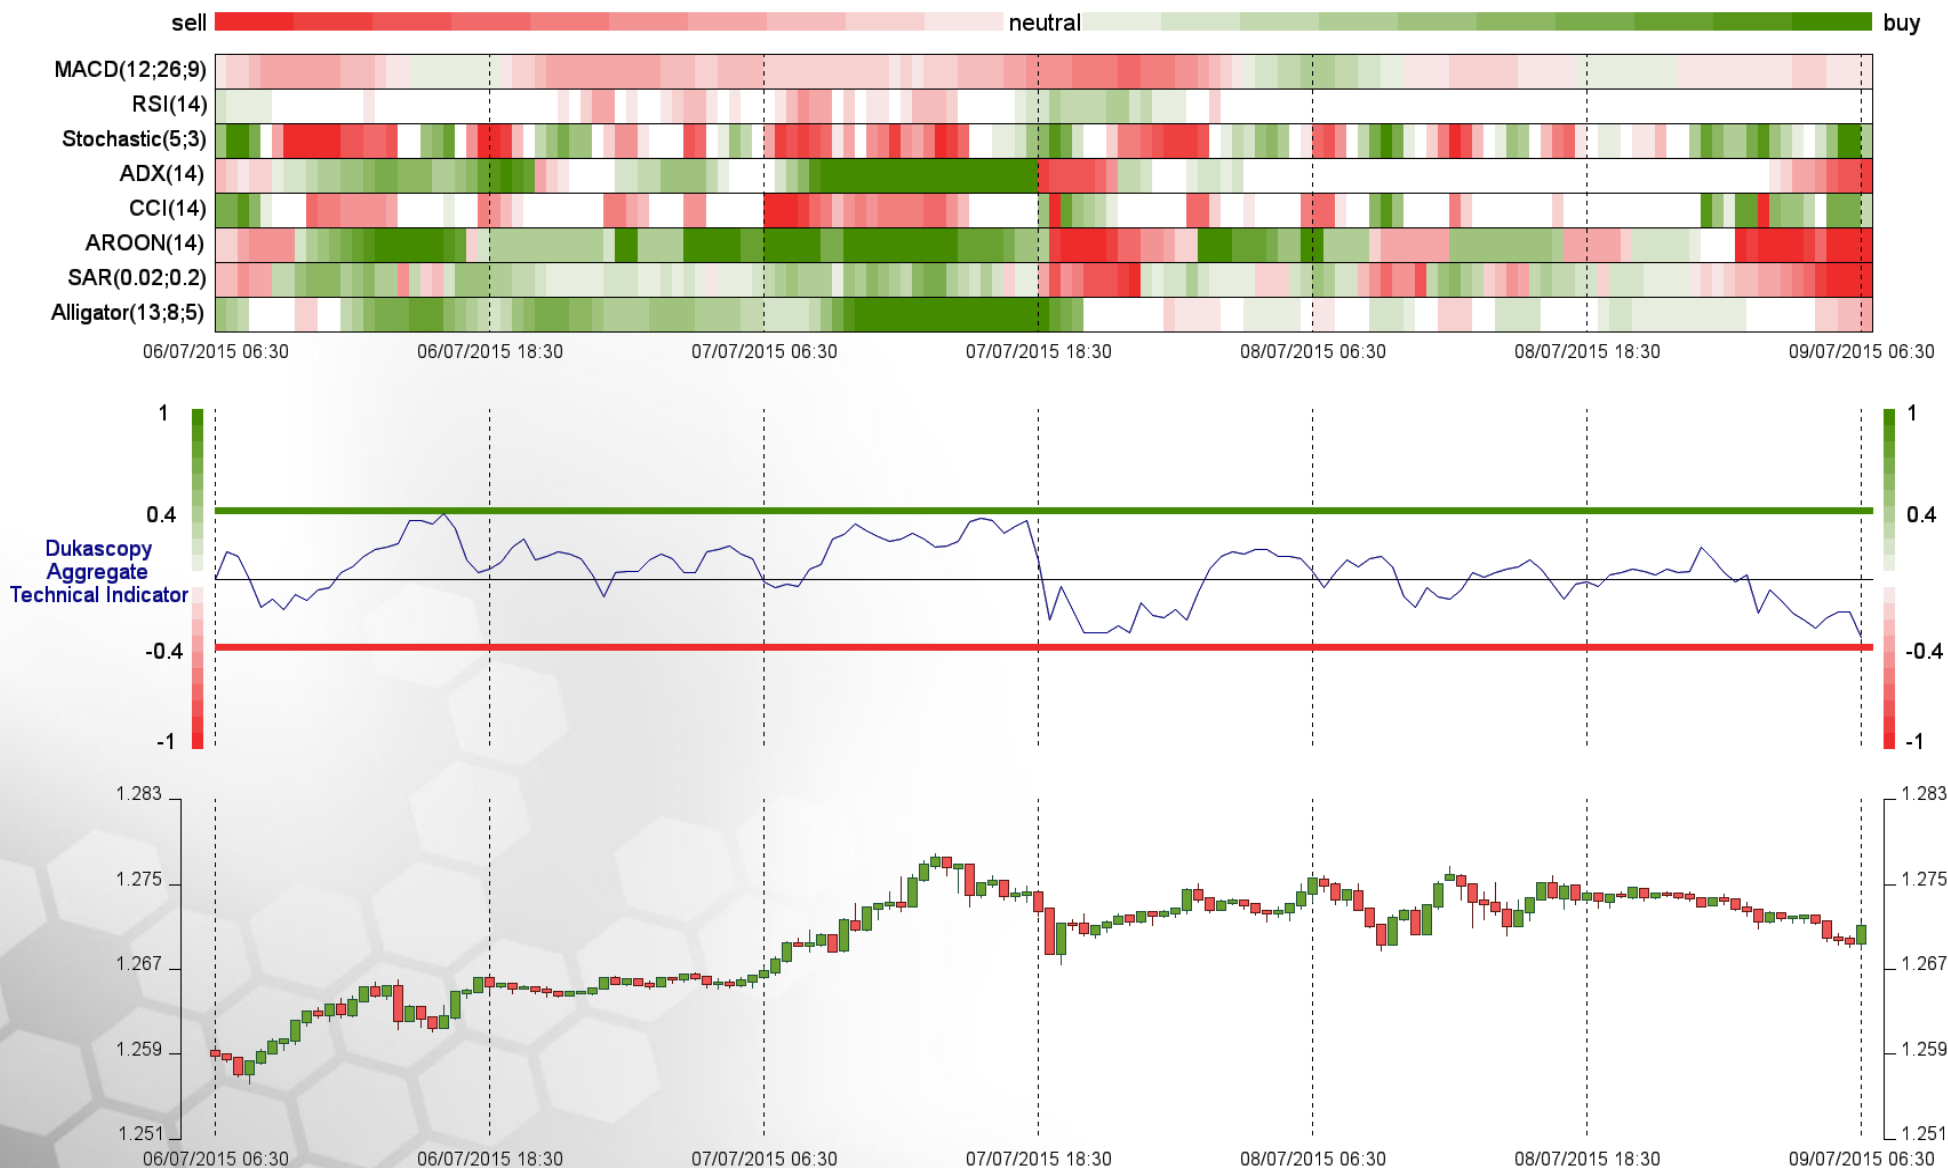 sell neutral buy
MACD(12;26;9)
RSI(14)
Stochastic(5;3)
ADX(14)
CCI(14)
AROON(14)
SAR(0.02;0.2)
Alligator(13;8;5)
06/07/2015 06:30 06/07/2015 18:30 07/07/2015 06:30 07/07/2015 18:30 08/07/2015 06:30 08/07/2015 18:30 09/07/2015 06:30
1 1
0.4 0.4
Dukascopy
Aggregate
Technical Indicator
-0.4 -0.4
-1 -1
1.283 1.283
1.275 1.275
1.267 1.267
1.259 1.259
1.251 1.251
06/07/2015 06:30 06/07/2015 18:30 07/07/2015 06:30 07/07/2015 18:30 08/07/2015 06:30 08/07/2015 18:30 09/07/2015 06:30